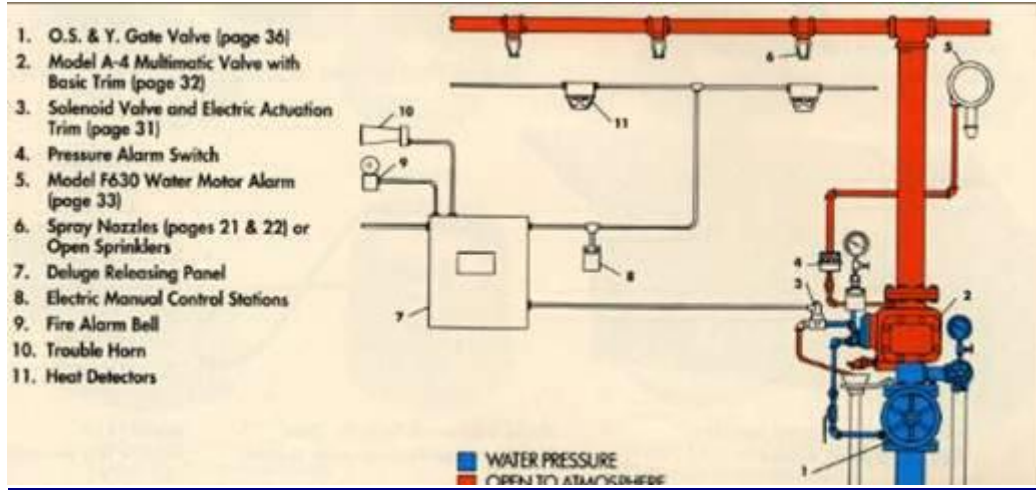 1. O.S. & Y. Gate Valve (page 36)
2. Model A-4 Multimatic Valve with
Basic Trim (page 32)
3. Solenoid Valve and Electric Actuation
Trim (page 31)
4. Pressure Alarm Switch
5. Model F630 Water Motor Alarm
(page 33)
6. Spray Nozzles (pages 21 & 22) or
Open Sprinklers
7. Deluge Releasing Panel
8. Electric Manual Control Stations
9. Fire Alarm Bell
10. Trouble Horn
11. Heat Detectors
5
6
10
11
9
4
8
3
2
7
1
WATER PRESSURE
OPEN TO ATMOSPHERE